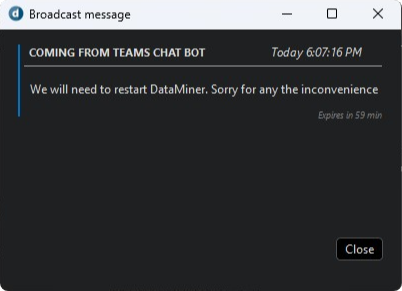 Broadcast message
COMING FROM TEAMS CHAT BOT Today 6:07:16 PM
We will need to restart DataMiner. Sorry for any the inconvenience
Expires in 59 min
Close